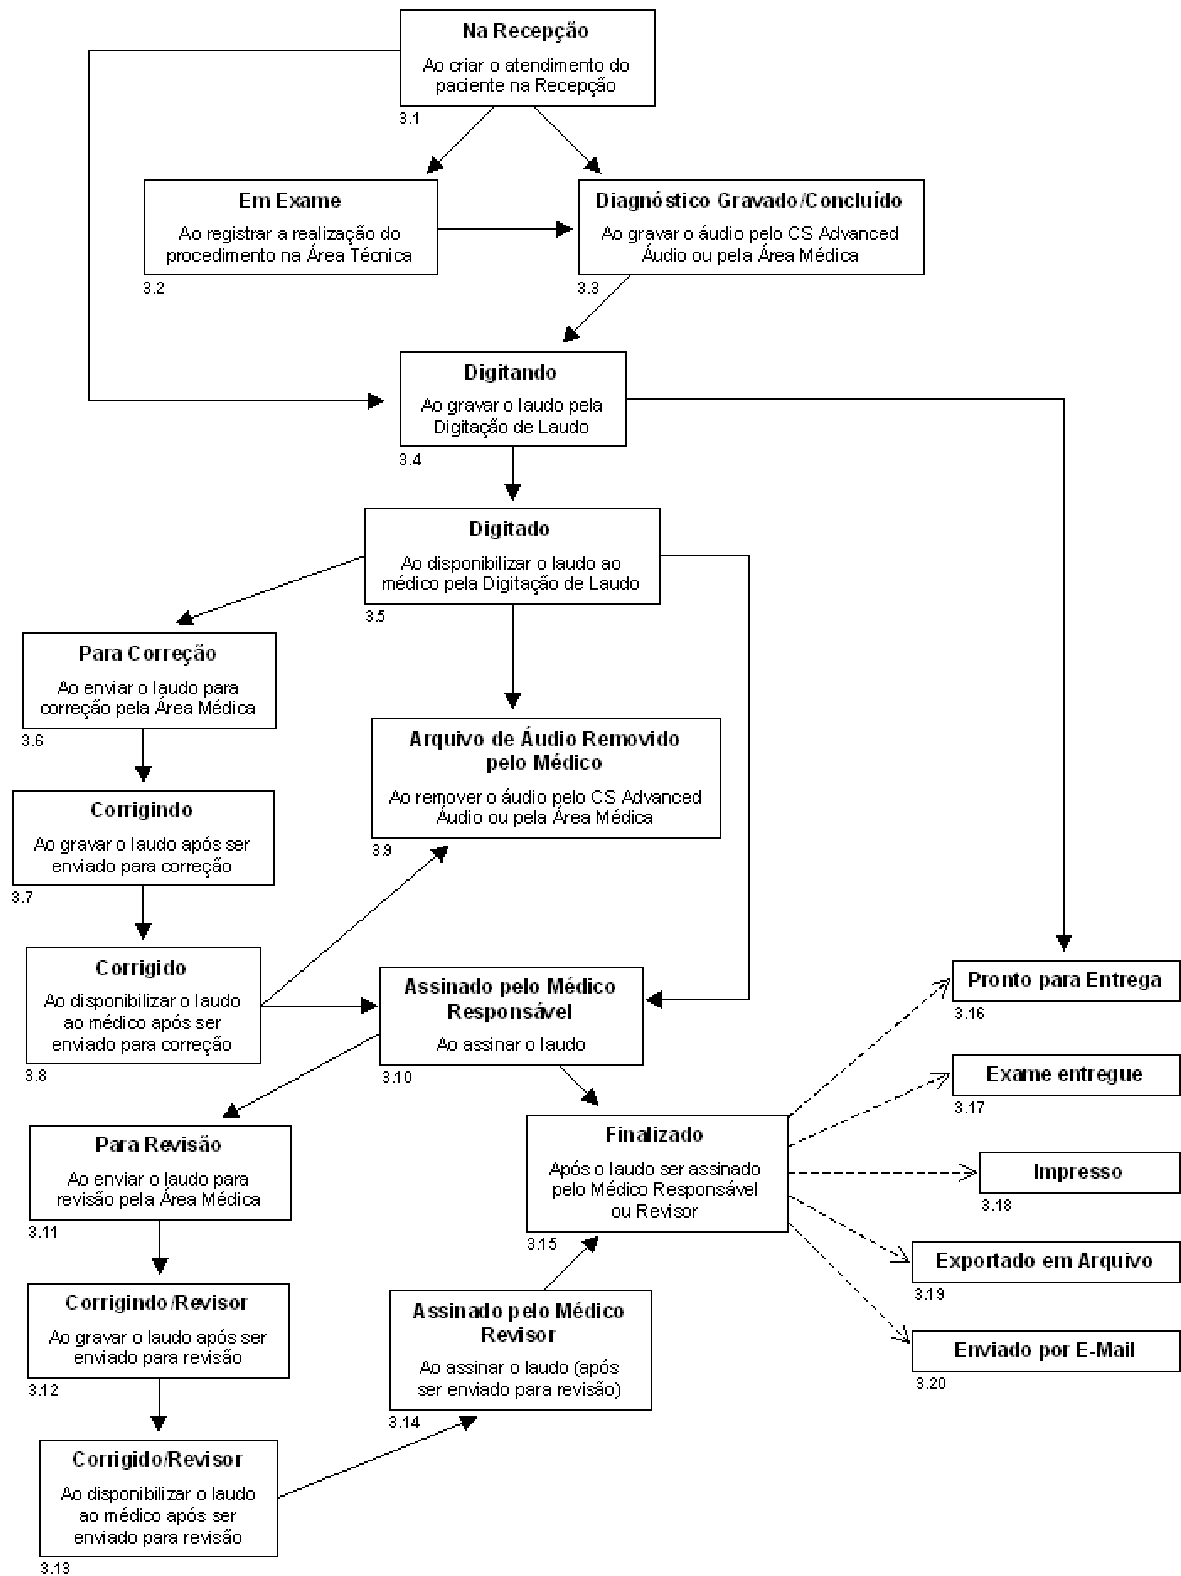 Na Recepção
Ao criar o atendimento do
paciente na Recepção
3.1
Em Exame
Ao registrar a realização do
procedimento na Área Técnica
3.2
Diagnóstico Gravado/Concluído
Ao gravar o áudio pelo CS Advanced
Áudio ou pela Área Médica
3.3
Digitando
Ao gravar o laudo pela
Digitação de Laudo
3.4
Digitado
Ao disponibilizar o laudo ao
médico pela Digitação de Laudo
3.5
Para Correção
Ao enviar o laudo para
correção pela Área Médica
3.6
Corrigindo
Ao gravar o laudo após ser
enviado para correção
3.7
Corrigido
Ao disponibilizar o laudo
ao médico após ser
enviado para correção
3.8
Arquivo de Áudio Removido
pelo Médico
Ao remover o áudio pelo CS Advanced
Áudio ou pela Área Médica
3.9
Assinado pelo Médico
Responsável
Ao assinar o laudo
3.10
Para Revisão
Ao enviar o laudo para
revisão pela Área Médica
3.11
Corrigindo/Revisor
Ao gravar o laudo após ser
enviado para revisão
3.12
Corrigido/Revisor
Ao disponibilizar o laudo
ao médico após ser
enviado para revisão
3.13
Assinado pelo Médico
Revisor
Ao assinar o laudo (após
ser enviado para revisão)
3.14
Finalizado
Após o laudo ser assinado
pelo Médico Responsável
ou Revisor
3.15
Pronto para Entrega
3.16
Exame entregue
3.17
Impresso
3.18
Exportado em Arquivo
3.19
Enviado por E-Mail
3.20